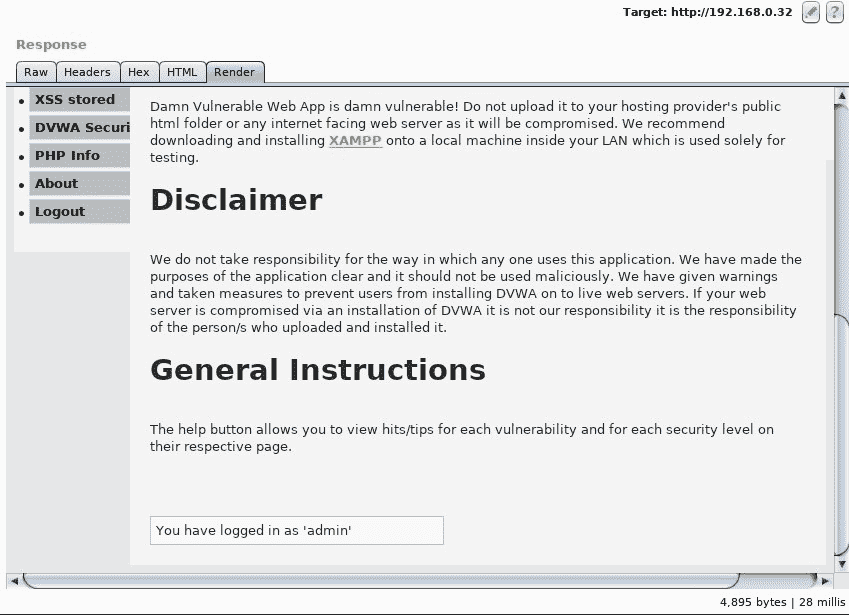 Target: http://192.168.0.32
?
Response
Raw Headers Hex HTML Render
XSS stored
DVWA Securi
PHP Info
About
Logout
Damn Vulnerable Web App is damn vulnerable! Do not upload it to your hosting provider's public
html folder or any internet facing web server as it will be compromised. We recommend
downloading and installing XAMPP onto a local machine inside your LAN which is used solely for
testing.
Disclaimer
We do not take responsibility for the way in which any one uses this application. We have made the
purposes of the application clear and it should not be used maliciously. We have given warnings
and taken measures to prevent users from installing DVWA on to live web servers. If your web
server is compromised via an installation of DVWA it is not our responsibility it is the responsibility
of the person/s who uploaded and installed it.
General Instructions
The help button allows you to view hits/tips for each vulnerability and for each security level on
their respective page.
You have logged in as 'admin'
4,895 bytes | 28 millis